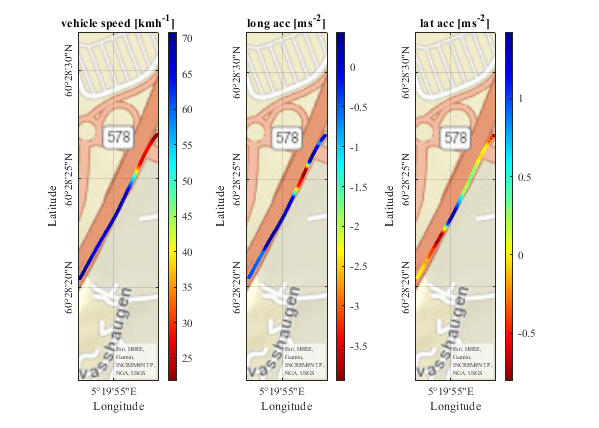 vehicle speed [kmh-1]
long acc [ms-2]
lat acc [ms-2]
60°28'30"N
60°28'25"N
60°28'20"N
Latitude
578
vasshaugen
Esri, HERE,
Garmin,
INCREMENT P,
NGA, USGS
5°19'55"E
Longitude
70
65
60
55
50
45
40
35
30
25
60°28'30"N
60°28'25"N
60°28'20"N
Latitude
578
vasshaugen
Esri, HERE,
Garmin,
INCREMENT P,
NGA, USGS
5°19'55"E
Longitude
0
-0.5
-1
-1.5
-2
-2.5
-3
-3.5
60°28'30"N
60°28'25"N
60°28'20"N
Latitude
578
vasshaugen
Esri, HERE,
Garmin,
INCREMENT P,
NGA, USGS
5°19'55"E
Longitude
1
0.5
0
-0.5